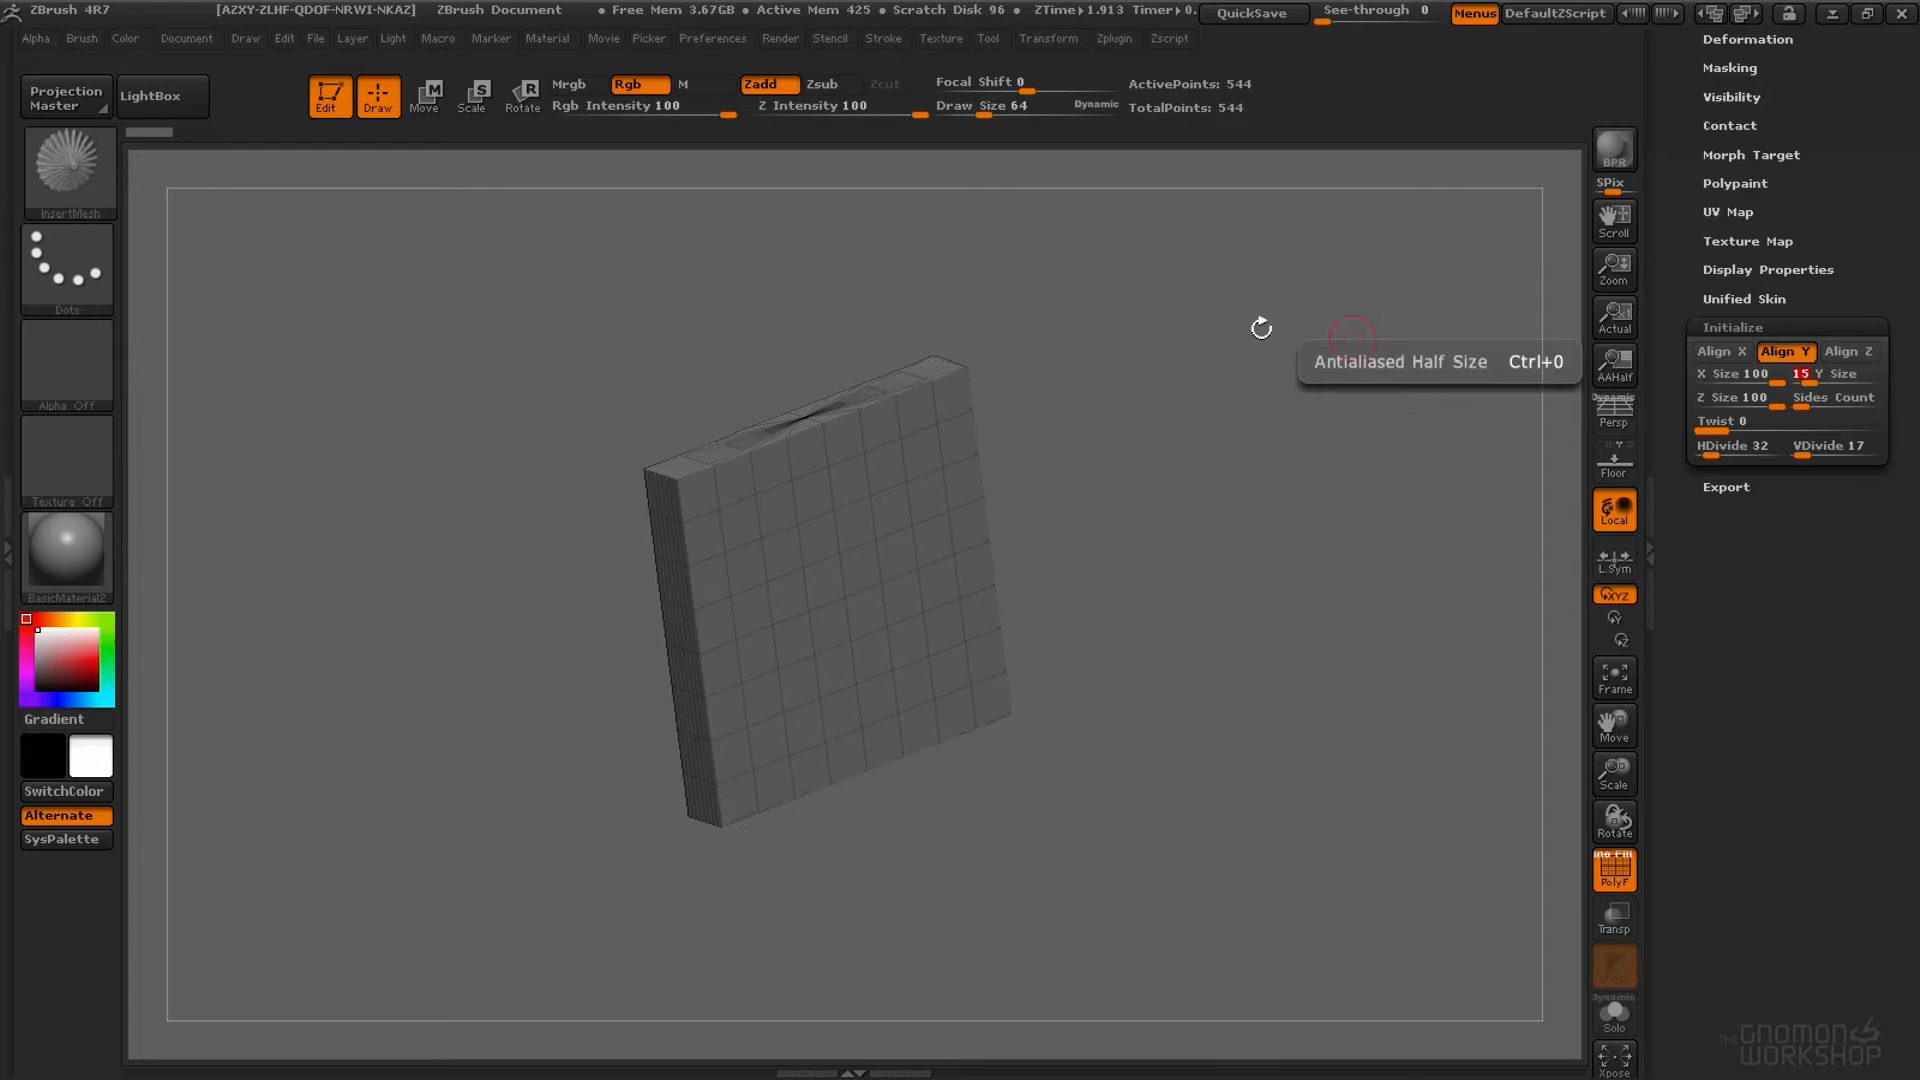 ZBrush 4R7 [AZXY-ZLHF-QDOF-NRWI-NKAZ] ZBrush Document • Free Mem 3.67GB • Active Mem 425 • Scratch Disk 96 • ZTime▸1.913 Timer▸0. QuickSave See-through 0 Menus DefaultZScript
Alpha Brush Color Document Draw Edit File Layer Light Macro Marker Material Movie Picker Preferences Render Stencil Stroke Texture Tool Transform Zplugin Zscript
Projection Master
LightBox
Edit
Draw
Move
Scale
Rotate
Mrgb Rgb M
Rgb Intensity 100
Zadd Zsub Zcut
Z Intensity 100
Focal Shift 0
Draw Size 64 Dynamic
ActivePoints: 544
TotalPoints: 544
InsertMesh
Dots
Alpha Off
Texture Off
BasicMaterial2
Gradient
SwitchColor
Alternate
SysPalette
Antialiased Half Size Ctrl+0
BPR
SPix
Scroll
Zoom
Actual
AAHalf
Dynamic
Persp
Floor
Local
L.Sym
XYZ
Y
Z
Frame
Move
Scale
Rotate
PolyF
Transp
Dynamic
Solo
Xpose
Deformation
Masking
Visibility
Contact
Morph Target
Polypaint
UV Map
Texture Map
Display Properties
Unified Skin
Initialize
Align X Align Y Align Z
X Size 100 15 Y Size
Z Size 100 Sides Count
Twist 0
HDivide 32 VDivide 17
Export
THE GNOMON WORKSHOP